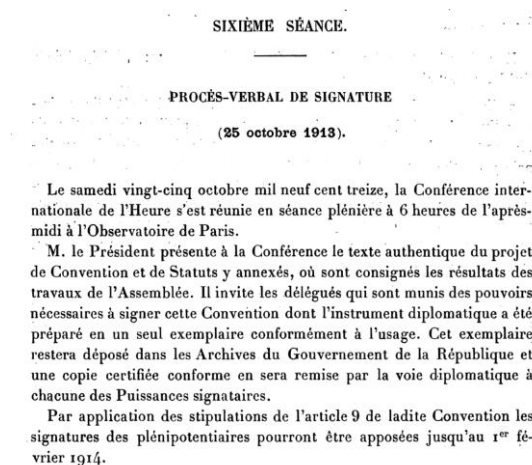 SIXIÈME SÉANCE.
PROCÈS-VERBAL DE SIGNATURE
(25 octobre 1913).
Le samedi vingt-cinq octobre mil neuf cent treize, la Conférence inter-
nationale de l'Heure s'est réunie en séance plénière à 6 heures de l'après-
midi à l'Observatoire de Paris.
M. le Président présente à la Conférence le texte authentique du projet
de Convention et de Statuts y annexés, où sont consignés les résultats des
travaux de l'Assemblée. Il invite les délégués qui sont munis des pouvoirs
nécessaires à signer cette Convention dont l'instrument diplomatique a été
préparé en un seul exemplaire conformément à l'usage. Cet exemplaire
restera déposé dans les Archives du Gouvernement de la République et
une copie certifiée conforme en sera remise par la voie diplomatique à
chacune des Puissances signataires.
Par application des stipulations de l'article 9 de ladite Convention les
signatures des plénipotentiaires pourront être apposées jusqu'au 1er fé-
vrier 1914.